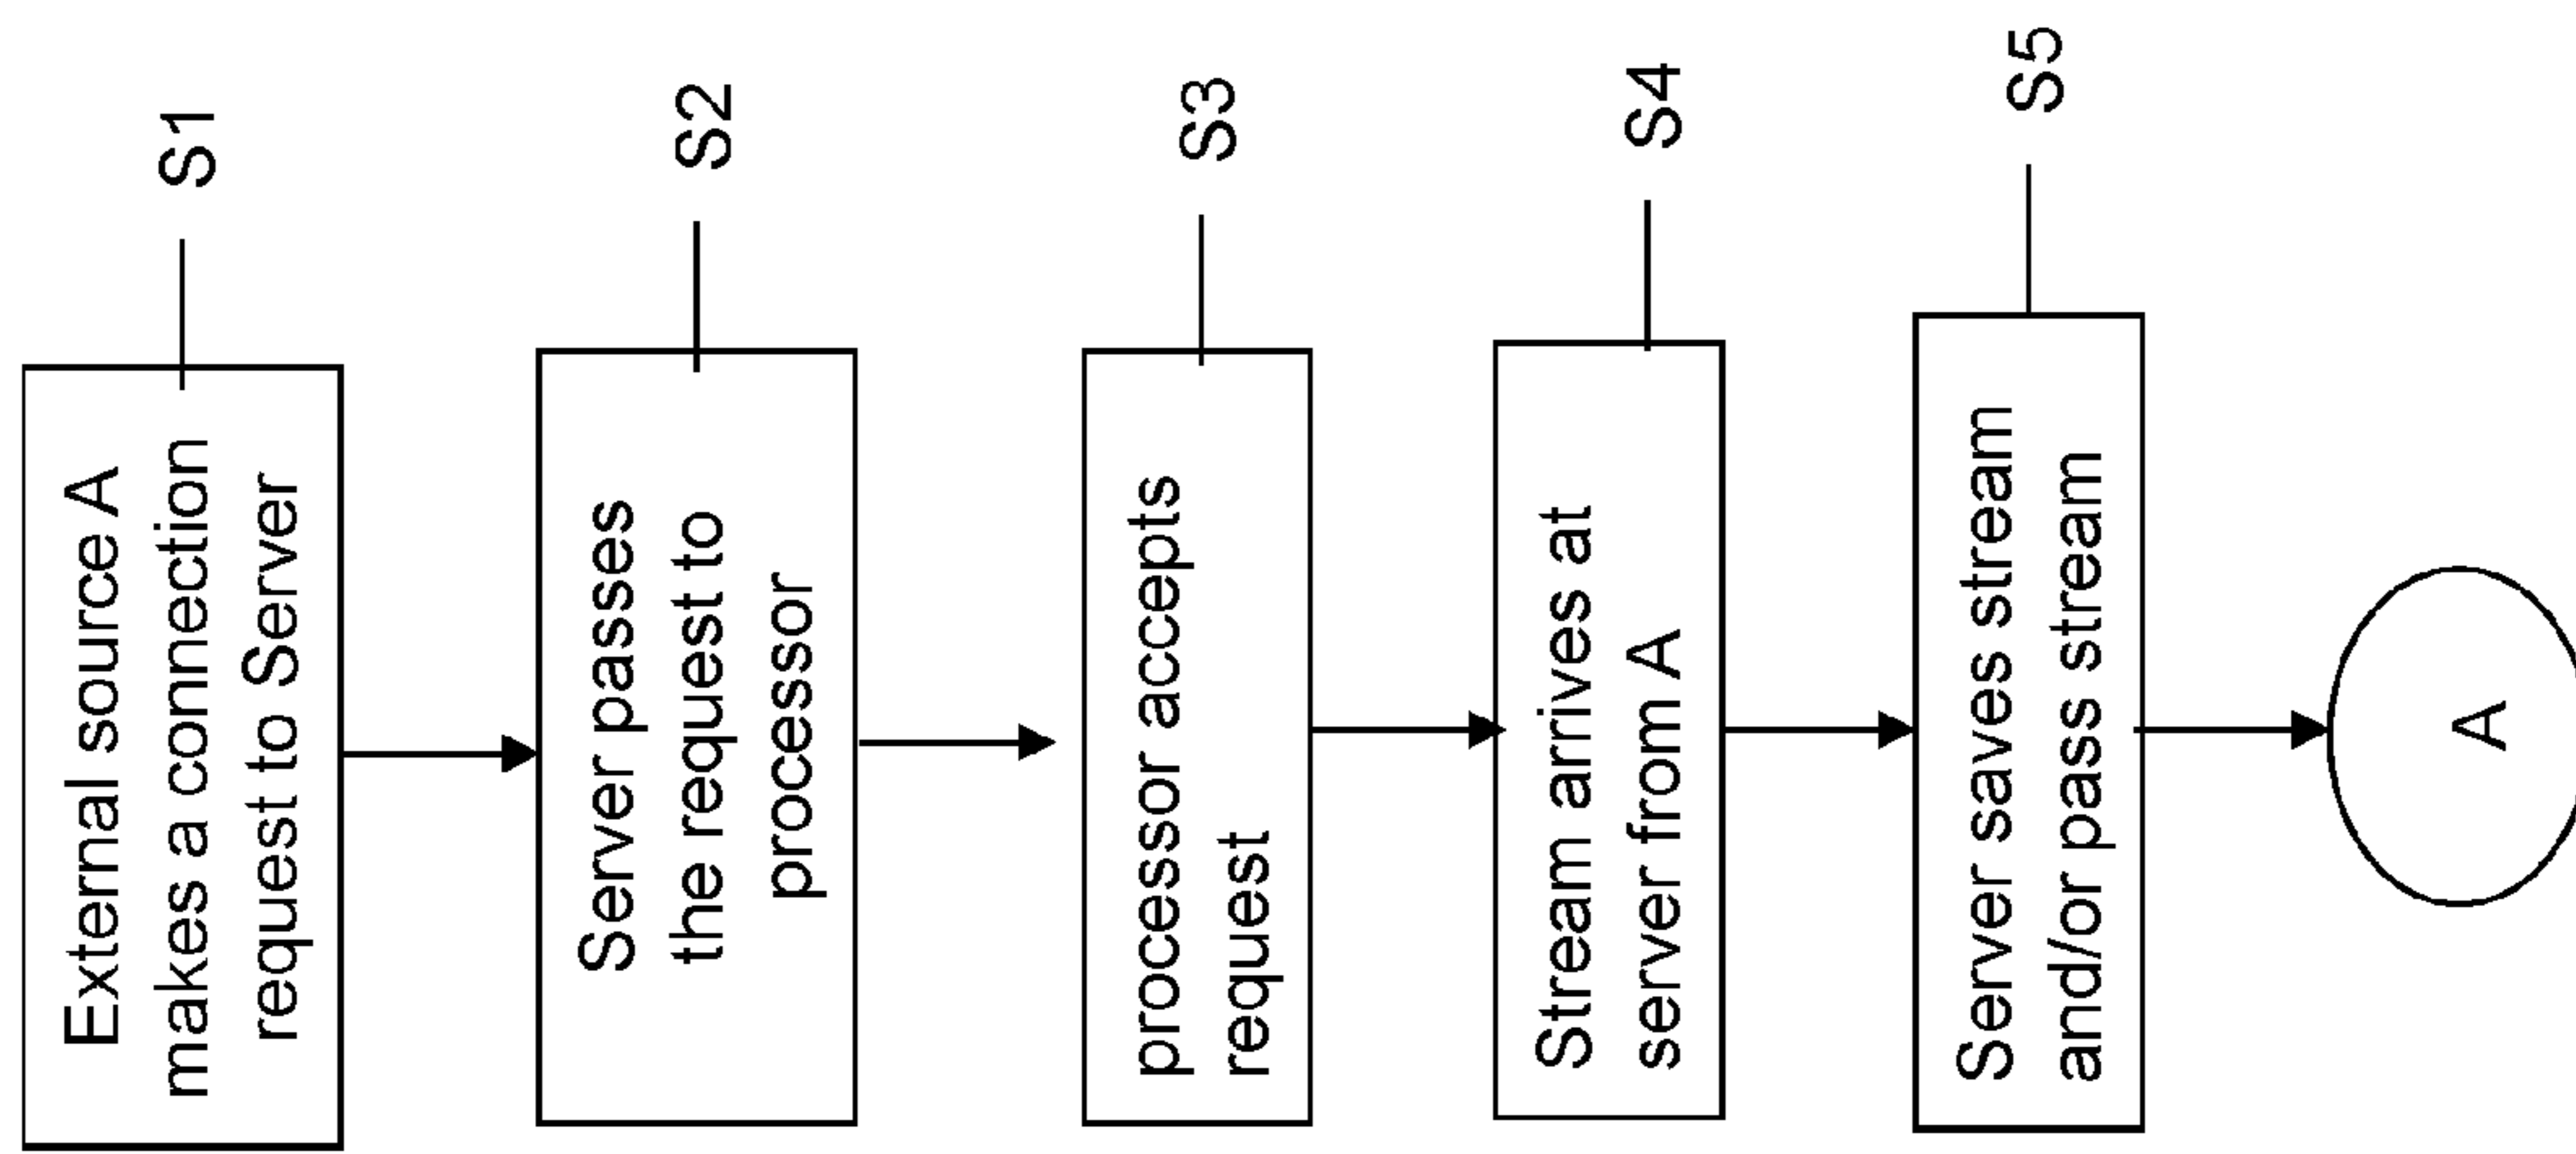 External source A
makes a connection
request to Server
S1
Server passes
the request to
processor
S2
processor accepts
request
S3
Stream arrives at
server from A
S4
Server saves stream
and/or pass stream
S5
A